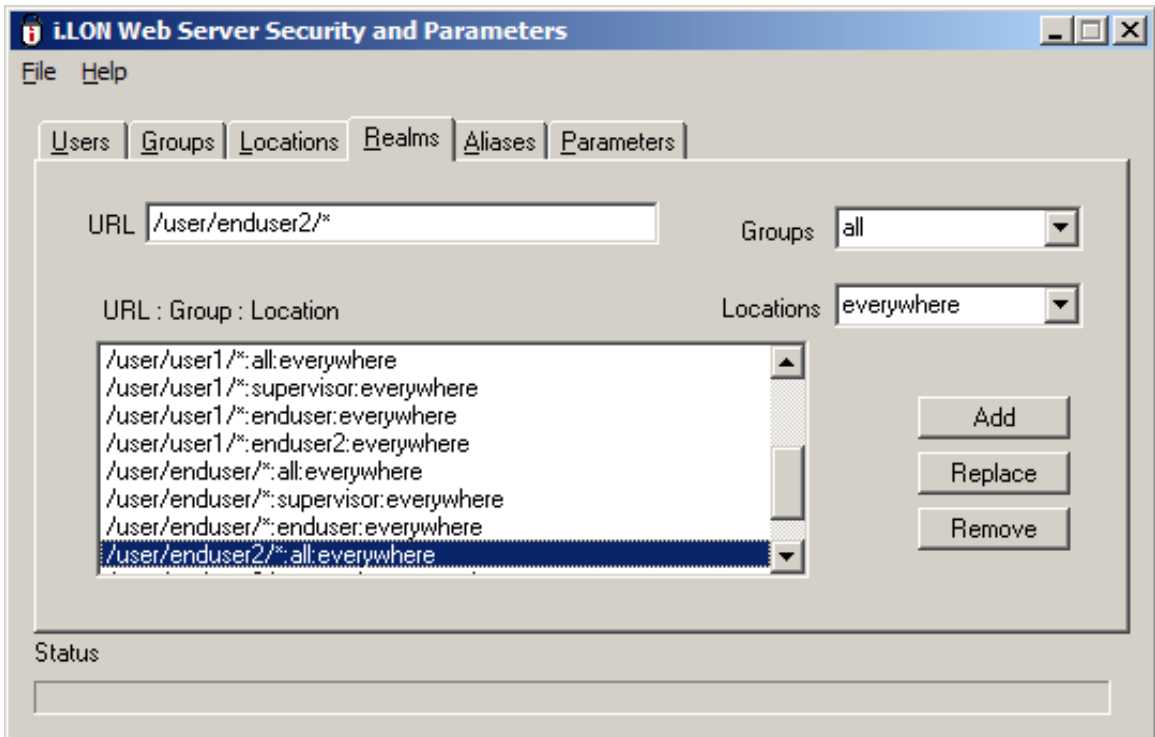 i.LON Web Server Security and Parameters
File Help
Users Groups Locations Realms Aliases Parameters
URL /user/enduser2/* Groups all
URL : Group : Location Locations everywhere
/user/user1/*:all:everywhere
/user/user1/*:supervisor:everywhere
/user/user1/*:enduser:everywhere
/user/user1/*:enduser2:everywhere
/user/enduser/*:all:everywhere
/user/enduser/*:supervisor:everywhere
/user/enduser/*:enduser:everywhere
/user/enduser2/*:all:everywhere
Add
Replace
Remove
Status